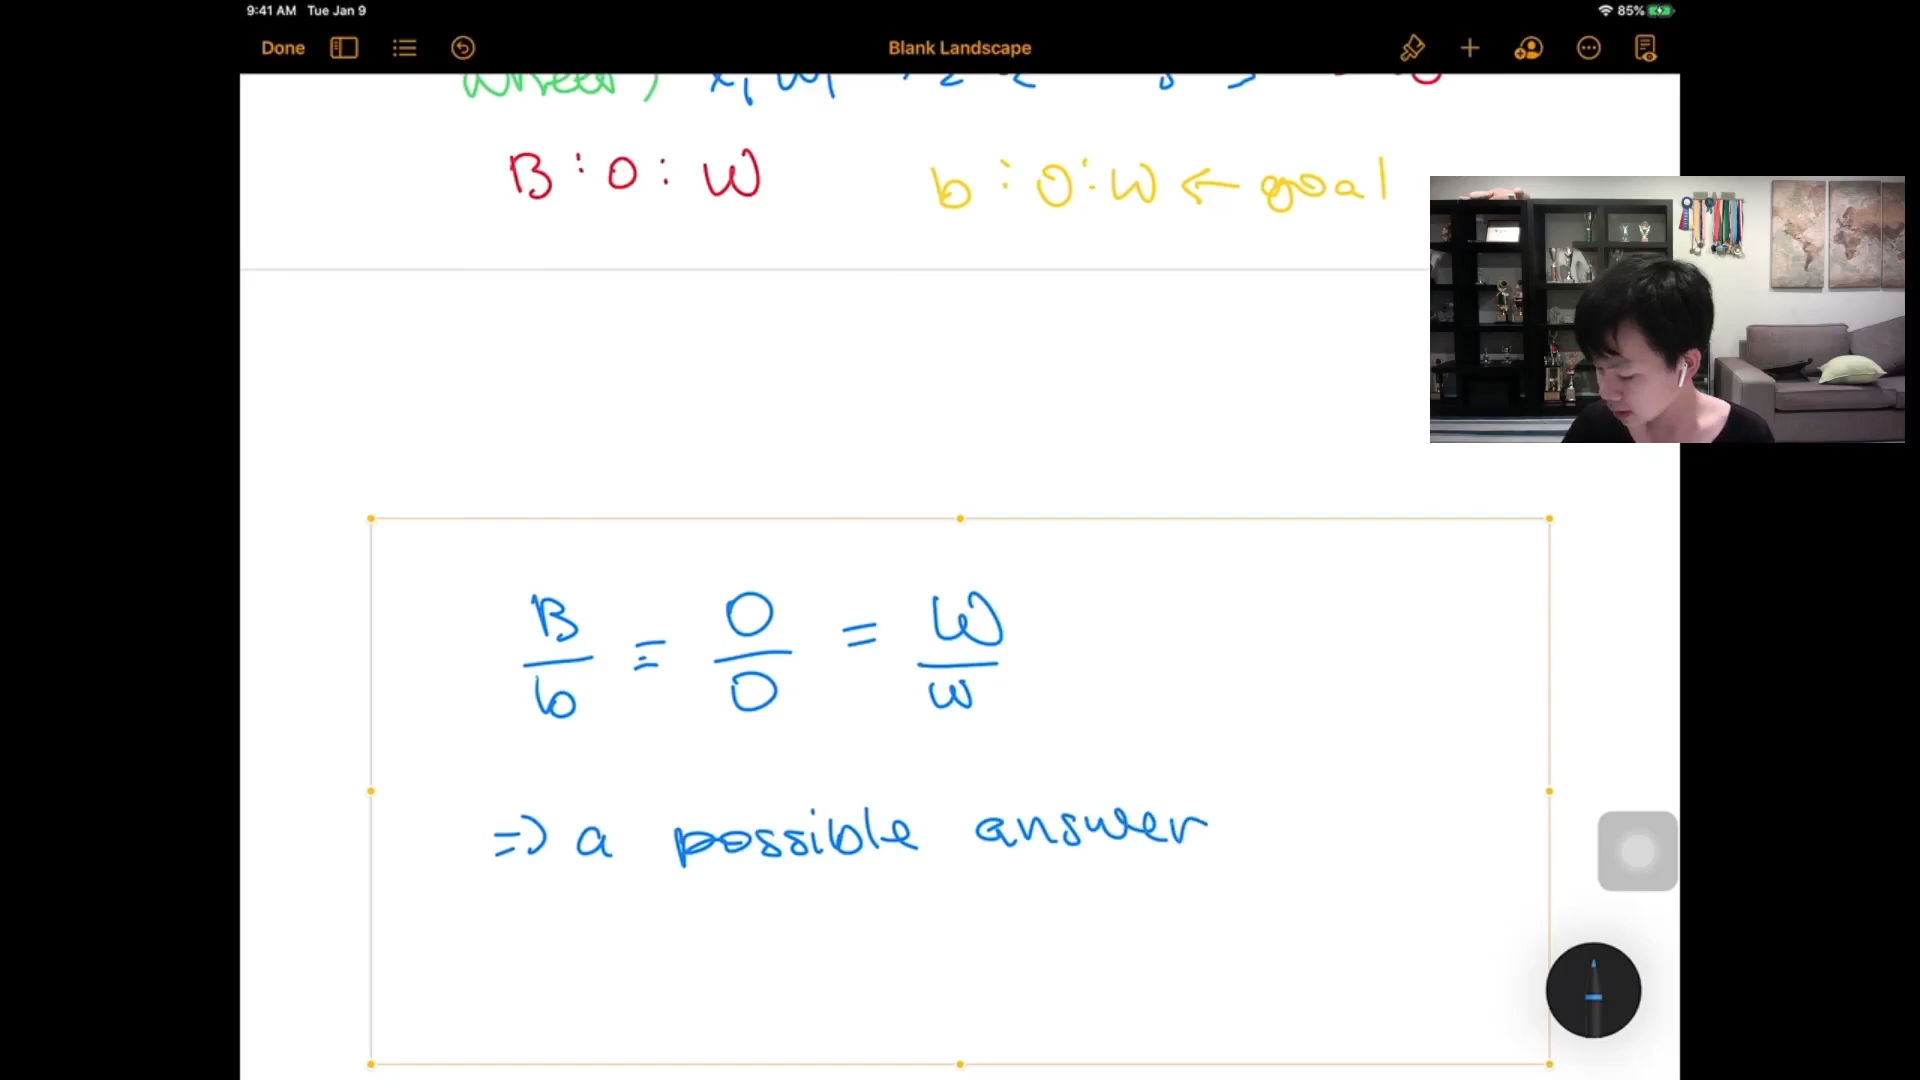 9:41 AM Tue Jan 9 85%
Done Blank Landscape
B : O : W b : O : W ← goal
B/b = O/O = W/w
⇒ a possible answer